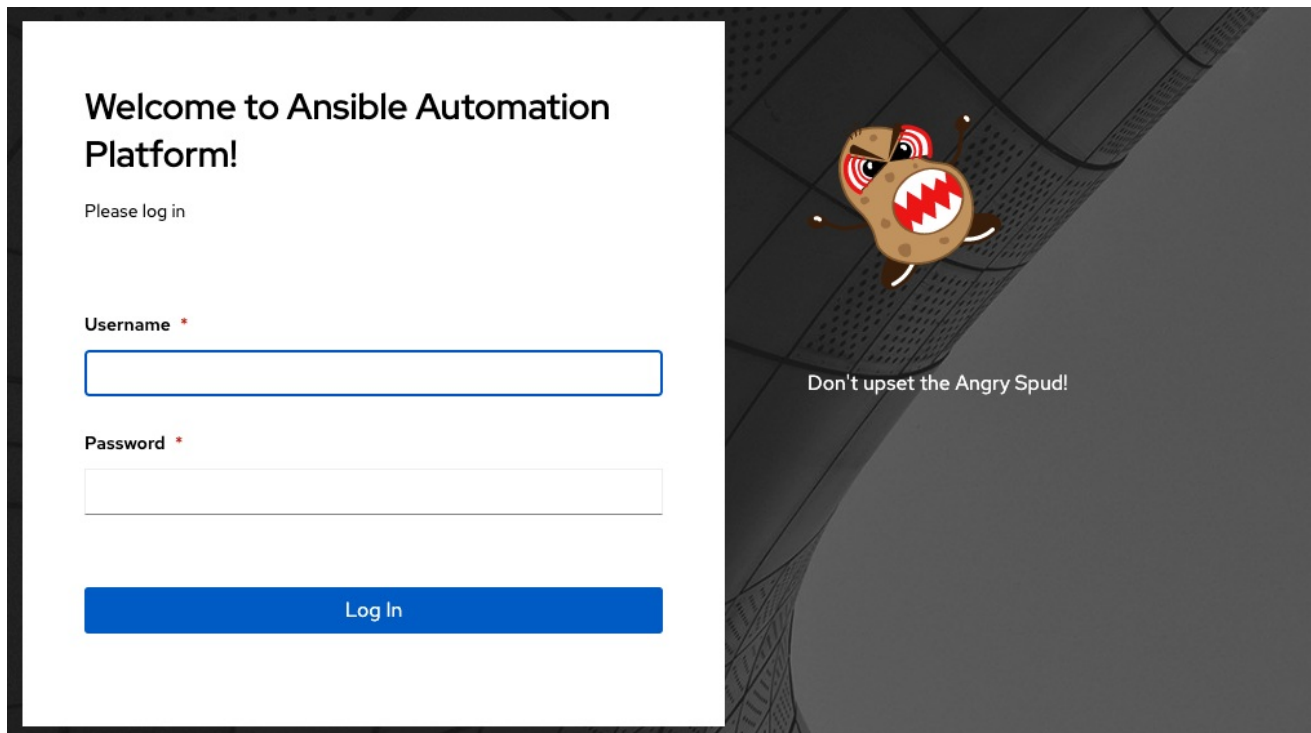 Welcome to Ansible Automation
Platform!
Please log in
Username *
Password *
Log In
Don't upset the Angry Spud!